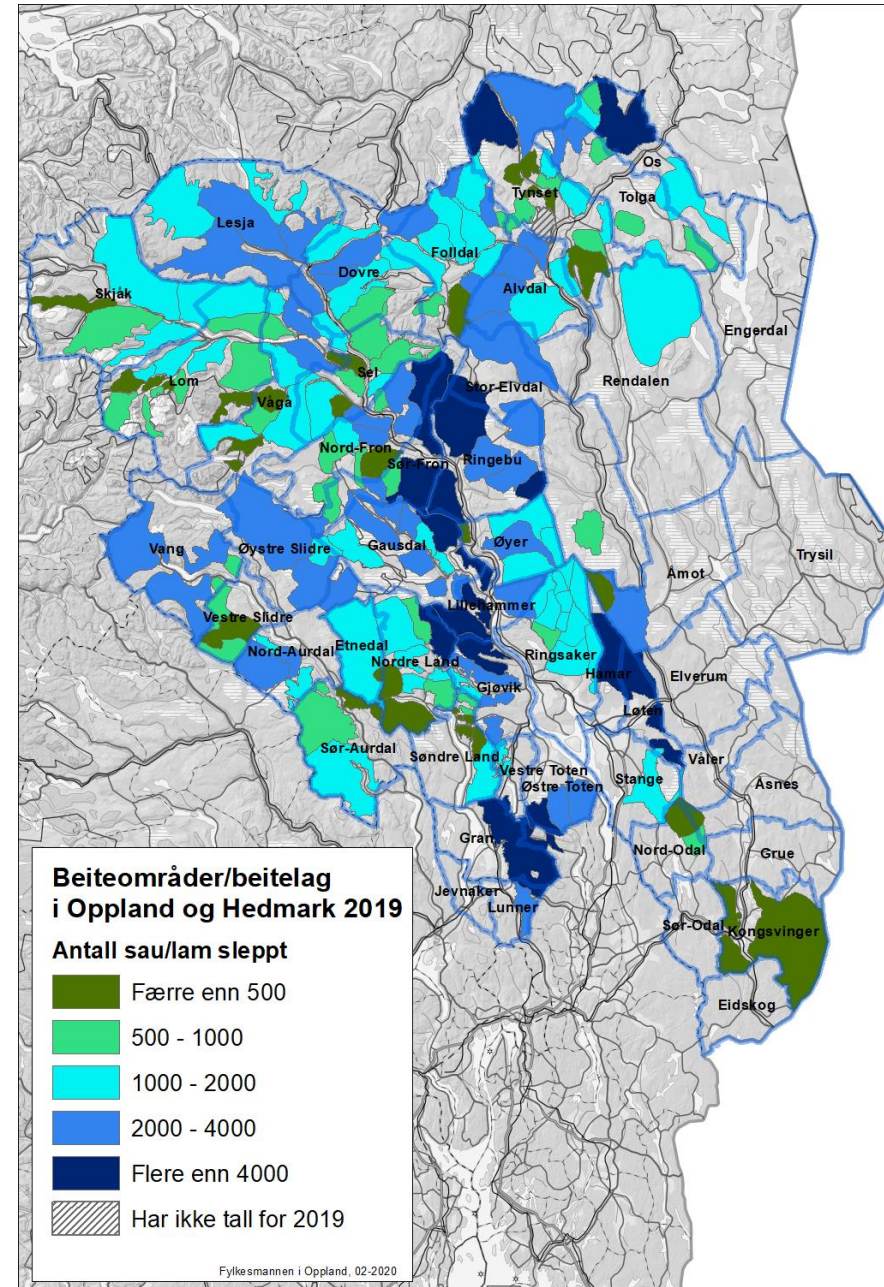 Os
Tynset
Tolga
Lesja
Folldal
Dovre
Alvdal
Skjåk
Engerdal
Sel
Rendalen
Lom
Stor-Elvdal
Vågå
Nord-Fron
Sør-Fron
Ringebu
Vang
Øystre Slidre
Gausdal
Øyer
Trysil
Åmot
Vestre Slidre
Lillehammer
Etnedal
Nord-Aurdal
Nordre Land
Ringsaker
Hamar
Elverum
Gjøvik
Løten
Sør-Aurdal
Søndre Land
Vestre Toten
Østre Toten
Stange
Våler
Åsnes
Gran
Nord-Odal
Grue
Jevnaker
Lunner
Sør-Odal
Kongsvinger
Eidskog
Beiteområder/beitelag
i Oppland og Hedmark 2019
Antall sau/lam sleppt
Færre enn 500
500 - 1000
1000 - 2000
2000 - 4000
Flere enn 4000
Har ikke tall for 2019
Fylkesmannen i Oppland, 02-2020